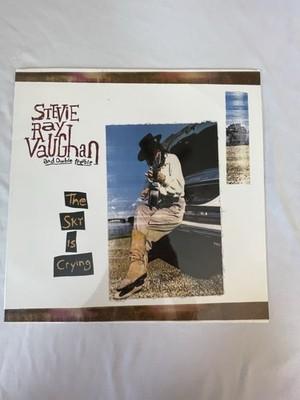 STEVIE
Ray
Vaughan
and Double Trouble
The
SKY
is
Crying